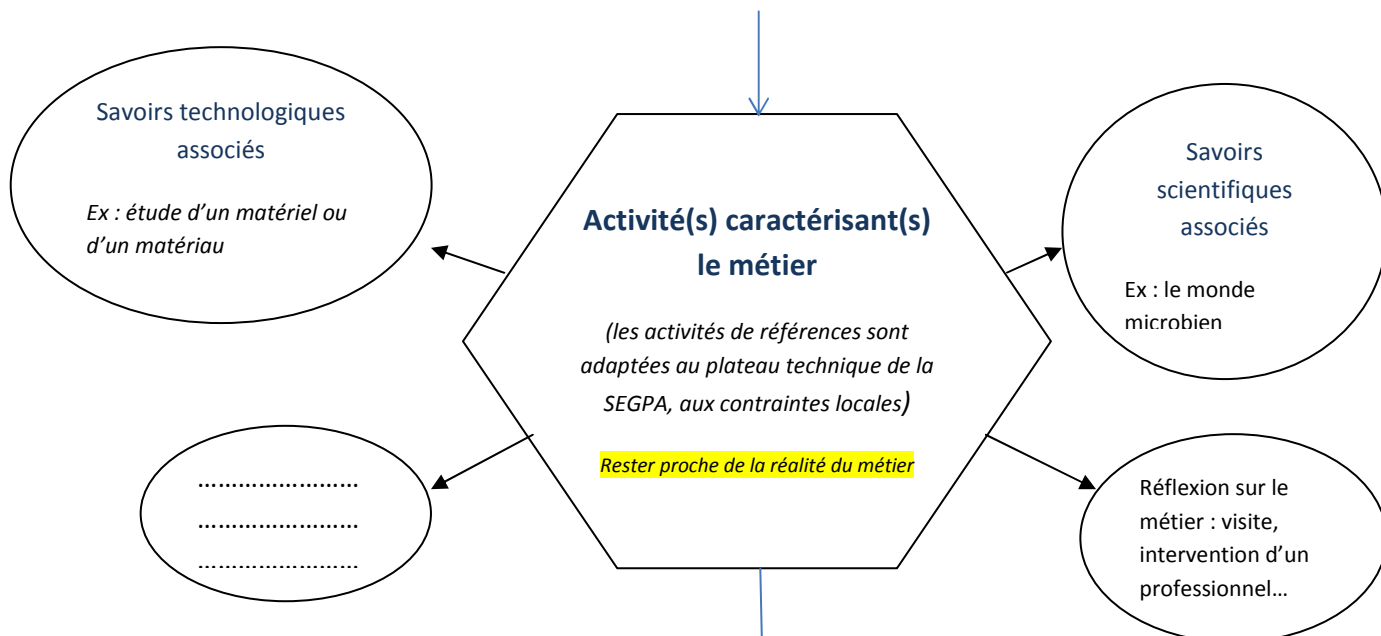 Savoirs technologiques
associés
Ex : étude d’un matériel ou
d’un matériau
Activité(s) caractérisant(s)
le métier
(les activités de références sont
adaptées au plateau technique de la
SEGPA, aux contraintes locales)
Rester proche de la réalité du métier
Savoirs
scientifiques
associés
Ex : le monde
microbien
……………………
……………………
……………………
Réflexion sur le
métier : visite,
intervention d’un
professionnel…